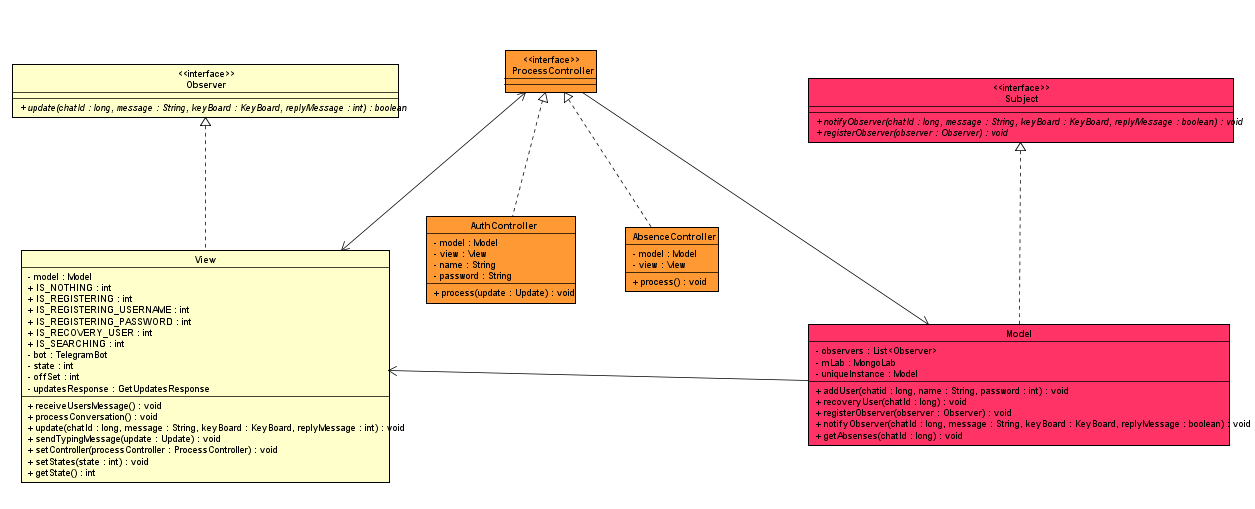 <<interface>>
Observer
+ update(chatId : long, message : String, keyBoard : KeyBoard, replyMessage : int) : boolean
<<interface>>
ProcessController
<<interface>>
Subject
+ notifyObserver(chatId : long, message : String, keyBoard : KeyBoard, replyMessage : boolean) : void
+ registerObserver(observer : Observer) : void
AuthController
- model : Model
- view : View
- name : String
- password : String
+ process(update : Update) : void
AbsenceController
- model : Model
- view : View
+ process() : void
View
- model : Model
+ IS_NOTHING : int
+ IS_REGISTERING : int
+ IS_REGISTERING_USERNAME : int
+ IS_REGISTERING_PASSWORD : int
+ IS_RECOVERY_USER : int
+ IS_SEARCHING : int
- bot : TelegramBot
- state : int
- offSet : int
- updatesResponse : GetUpdatesResponse
+ receiveUsersMessage() : void
+ processConversation() : void
+ update(chatId : long, message : String, keyBoard : KeyBoard, replyMessage : int) : void
+ sendTypingMessage(update : Update) : void
+ setController(processController : ProcessController) : void
+ setStates(state : int) : void
+ getState() : int
Model
- observers : List<Observer>
- mLab : MongoLab
- uniqueInstance : Model
+ addUser(chatid : long, name : String, password : int) : void
+ recoveryUser(chatId : long) : void
+ registerObserver(observer : Observer) : void
+ notifyObserver(chatId : long, message : String, keyBoard : KeyBoard, replyMessage : boolean) : void
+ getAbsenses(chatId : long) : void